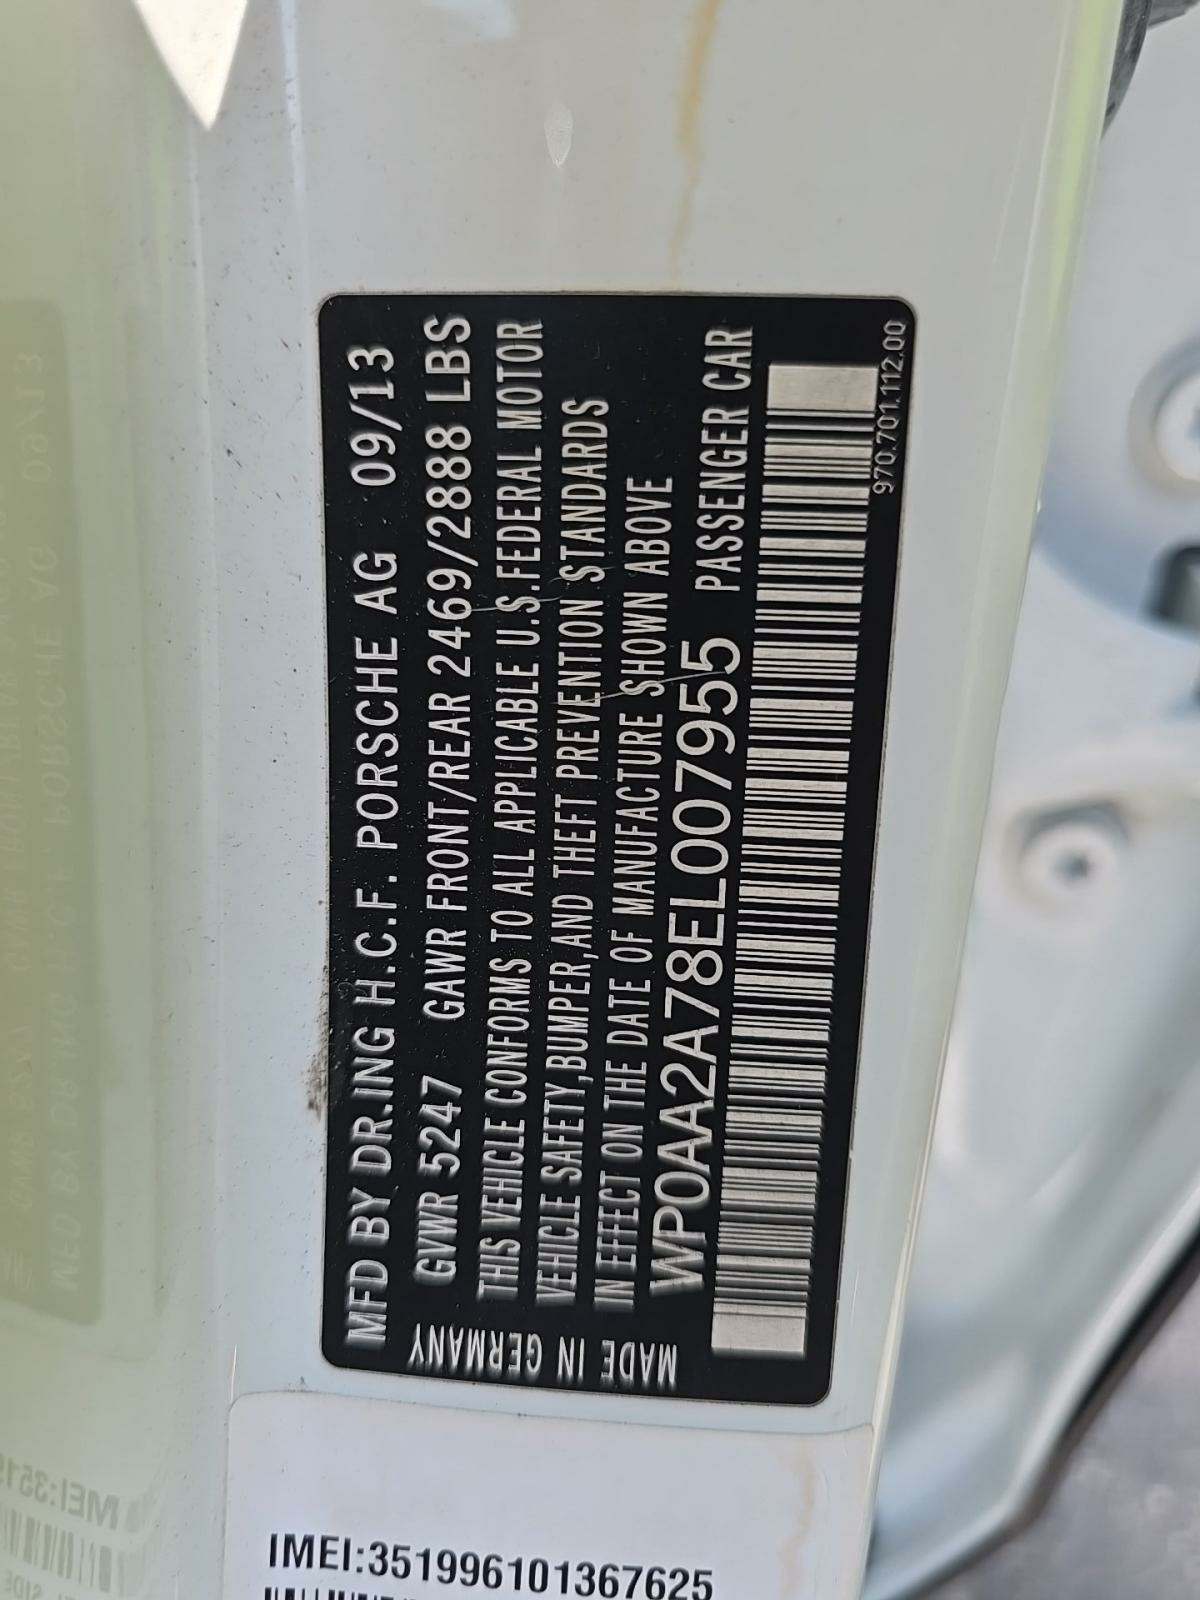 MFD BY DR.ING H.C.F. PORSCHE AG 09/13
GVWR 5247 GAWR FRONT/REAR 2469/2888 LBS
THIS VEHICLE CONFORMS TO ALL APPLICABLE U.S.FEDERAL MOTOR
VEHICLE SAFETY,BUMPER,AND THEFT PREVENTION STANDARDS
IN EFFECT ON THE DATE OF MANUFACTURE SHOWN ABOVE
WP0AA2A78EL007955 PASSENGER CAR
970.701.112.00
MADE IN GERMANY
IMEI:351996101367625